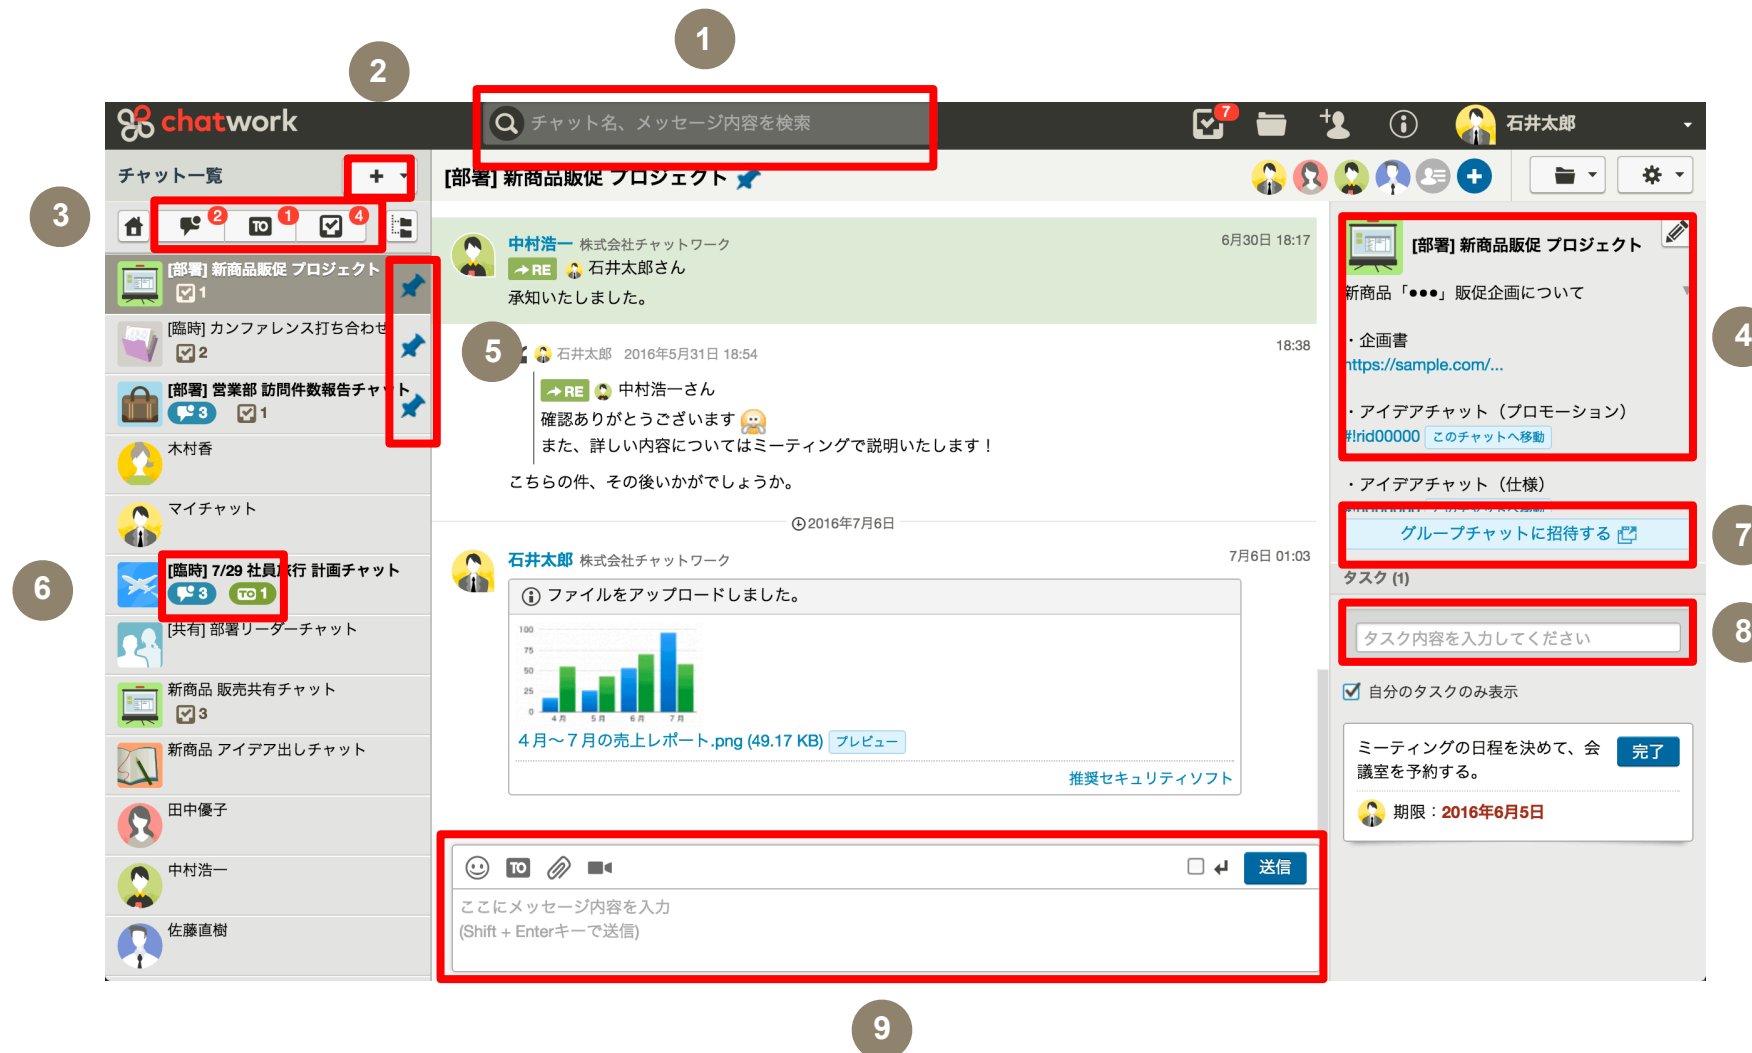 1
2
chatwork
チャット名、メッセージ内容を検索
7
石井太郎
チャット一覧
[部署] 新商品販促 プロジェクト
3
2
TO
1
4
[部署] 新商品販促 プロジェクト
1
[臨時] カンファレンス打ち合わせ
2
[部署] 営業部 訪問件数報告チャット
3
1
木村香
マイチャット
6
[臨時] 7/29 社員旅行 計画チャット
3
TO 1
[共有] 部署リーダーチャット
新商品 販売共有チャット
3
新商品 アイデア出しチャット
田中優子
中村浩一
佐藤直樹
中村浩一 株式会社チャットワーク
6月30日 18:17
RE 石井太郎さん
承知いたしました。
5
石井太郎 2016年5月31日 18:54
18:38
RE 中村浩一さん
確認ありがとうございます
また、詳しい内容についてはミーティングで説明いたします！
こちらの件、その後いかがでしょうか。
2016年7月6日
石井太郎 株式会社チャットワーク
7月6日 01:03
ファイルをアップロードしました。
100
75
50
25
0
4月 5月 6月 7月
４月～７月の売上レポート.png (49.17 KB) プレビュー
推奨セキュリティソフト
TO
送信
ここにメッセージ内容を入力
(Shift + Enterキーで送信)
9
[部署] 新商品販促 プロジェクト
新商品「●●●」販促企画について
4
・企画書
https://sample.com/...
・アイデアチャット（プロモーション）
#!rid00000 このチャットへ移動
・アイデアチャット（仕様）
グループチャットに招待する
7
タスク (1)
タスク内容を入力してください
8
自分のタスクのみ表示
ミーティングの日程を決めて、会
議室を予約する。
完了
期限：2016年6月5日